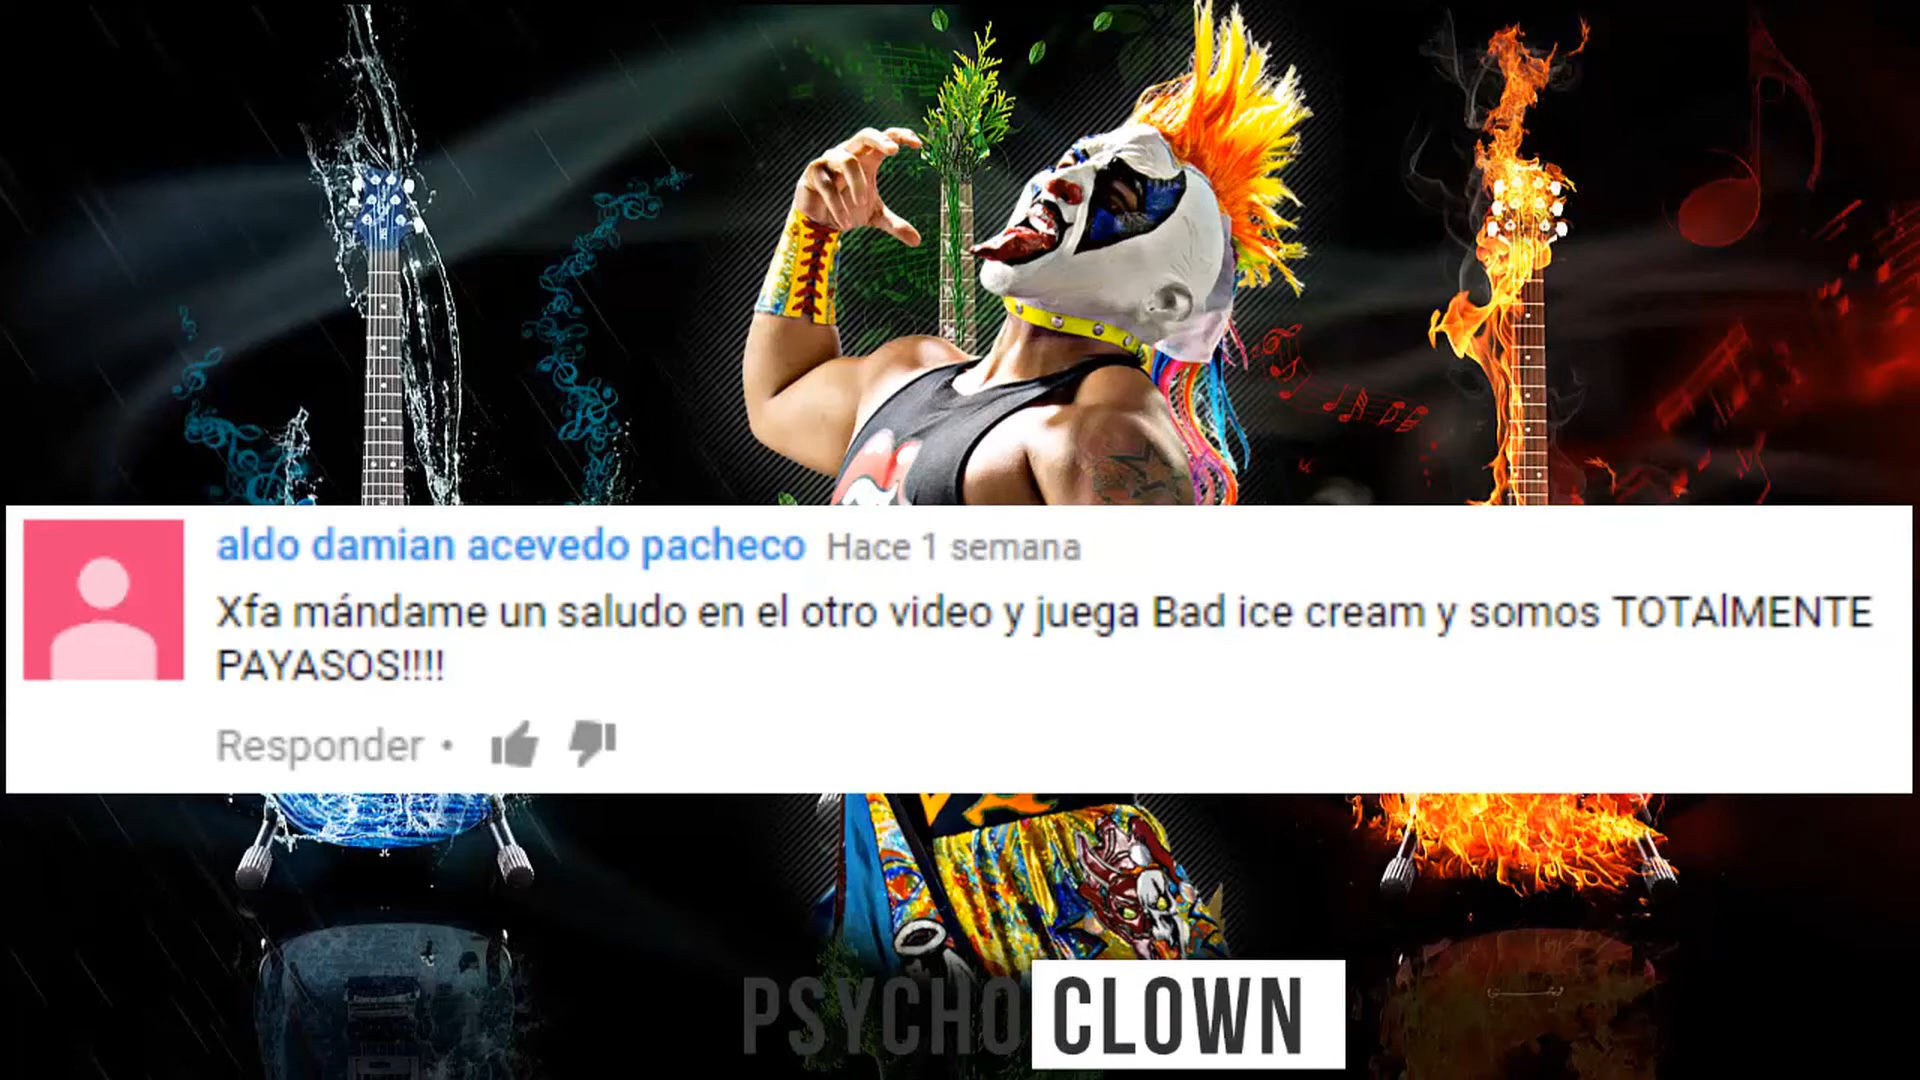 aldo damian acevedo pacheco Hace 1 semana
Xfa mándame un saludo en el otro video y juega Bad ice cream y somos TOTAlMENTE
PAYASOS!!!!
Responder •
PSYCHO CLOWN